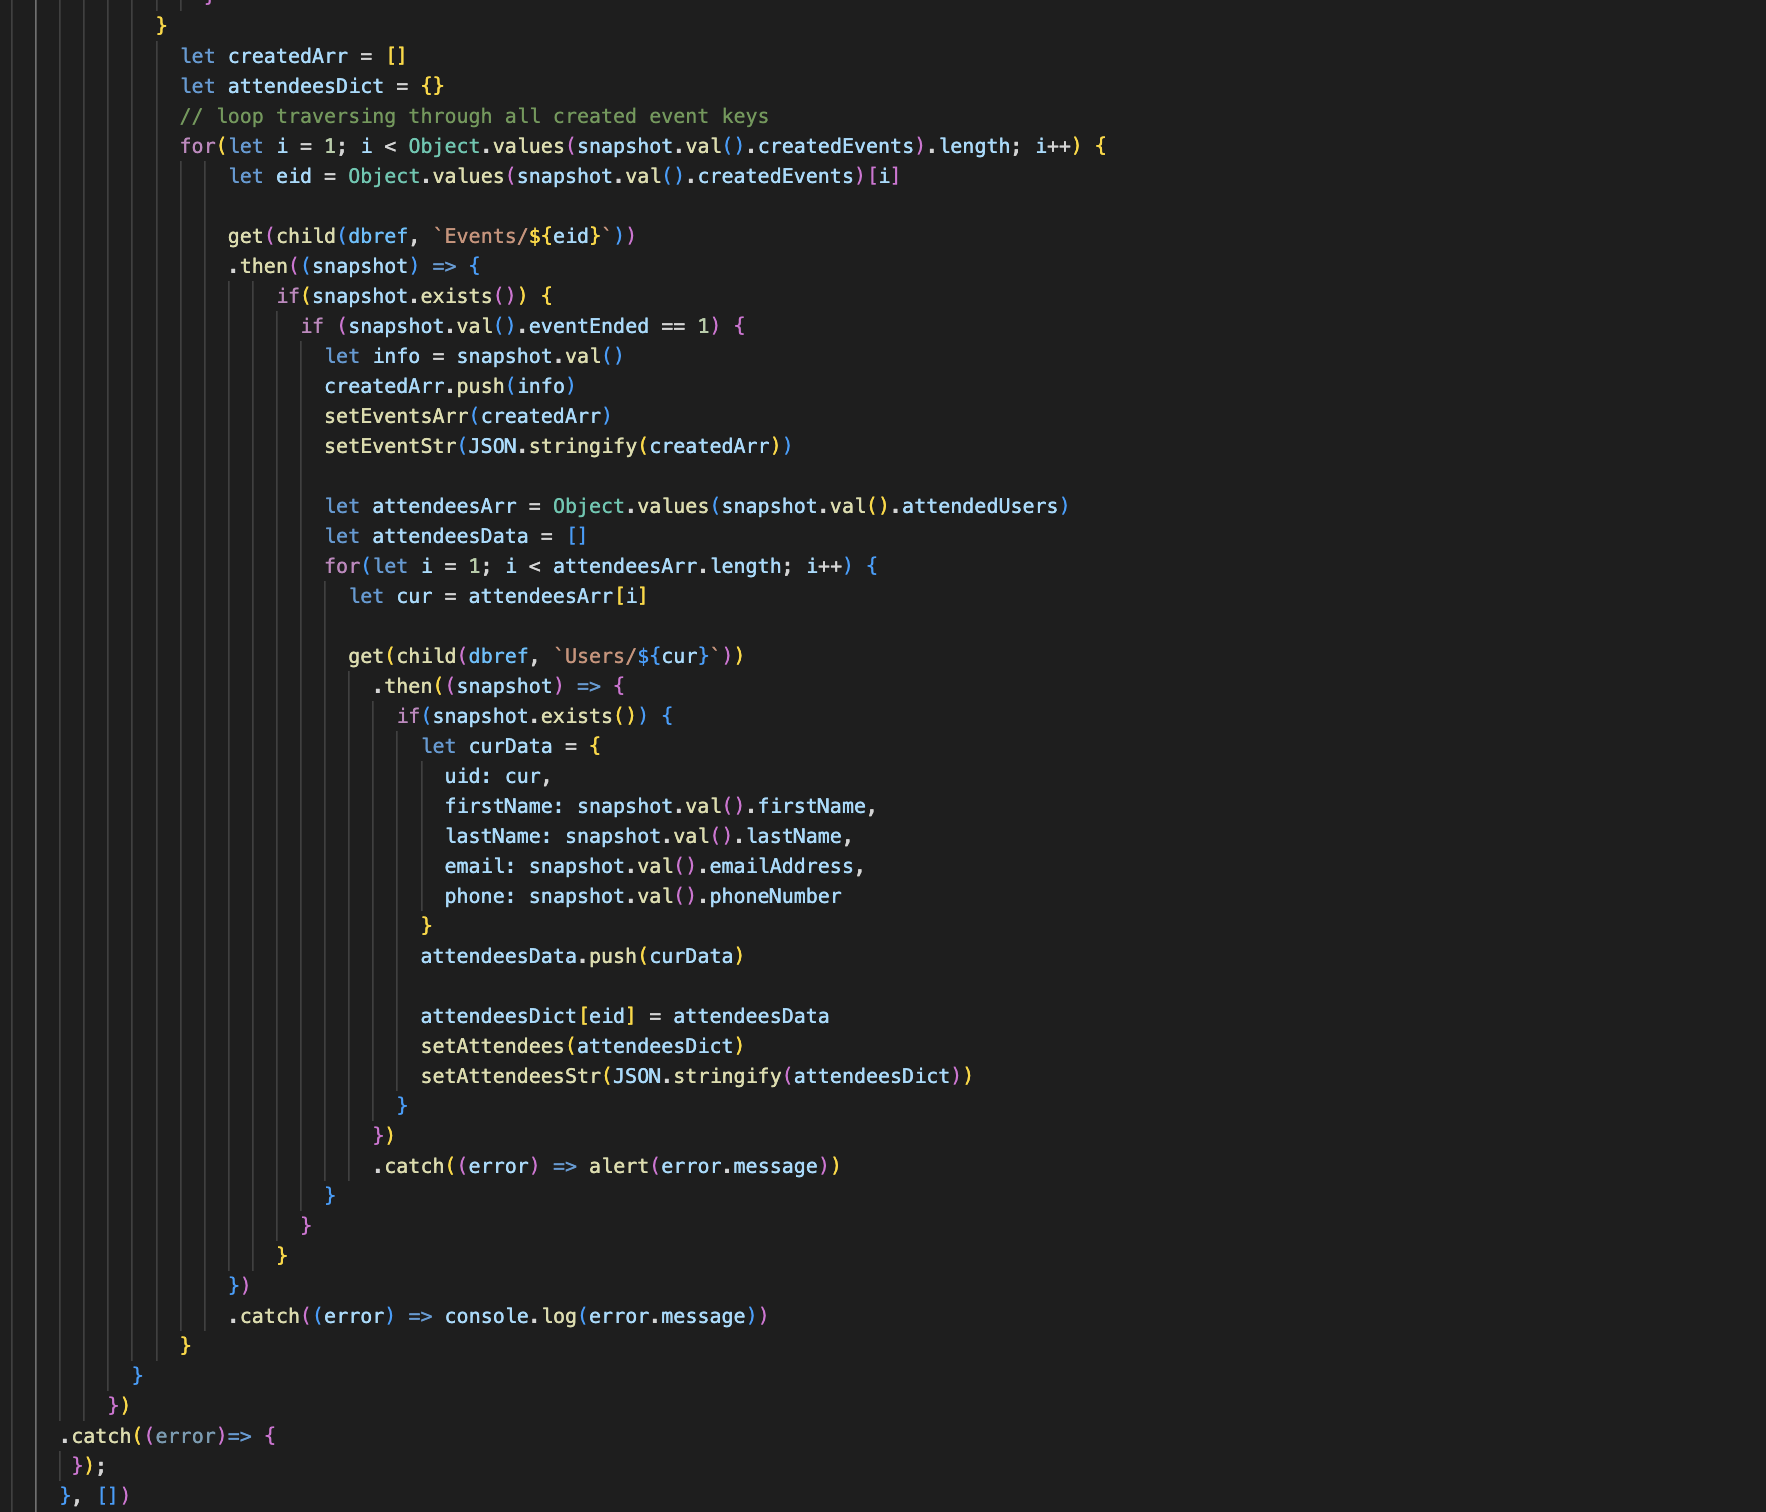 }
}
let createdArr = []
let attendeesDict = {}
// loop traversing through all created event keys
for(let i = 1; i < Object.values(snapshot.val().createdEvents).length; i++) {
let eid = Object.values(snapshot.val().createdEvents)[i]
get(child(dbref, `Events/${eid}`))
.then((snapshot) => {
if(snapshot.exists()) {
if (snapshot.val().eventEnded == 1) {
let info = snapshot.val()
createdArr.push(info)
setEventsArr(createdArr)
setEventStr(JSON.stringify(createdArr))
let attendeesArr = Object.values(snapshot.val().attendedUsers)
let attendeesData = []
for(let i = 1; i < attendeesArr.length; i++) {
let cur = attendeesArr[i]
get(child(dbref, `Users/${cur}`))
.then((snapshot) => {
if(snapshot.exists()) {
let curData = {
uid: cur,
firstName: snapshot.val().firstName,
lastName: snapshot.val().lastName,
email: snapshot.val().emailAddress,
phone: snapshot.val().phoneNumber
}
attendeesData.push(curData)
attendeesDict[eid] = attendeesData
setAttendees(attendeesDict)
setAttendeesStr(JSON.stringify(attendeesDict))
}
})
.catch((error) => alert(error.message))
}
}
}
})
.catch((error) => console.log(error.message))
}
}
})
.catch((error)=> {
});
}, [])